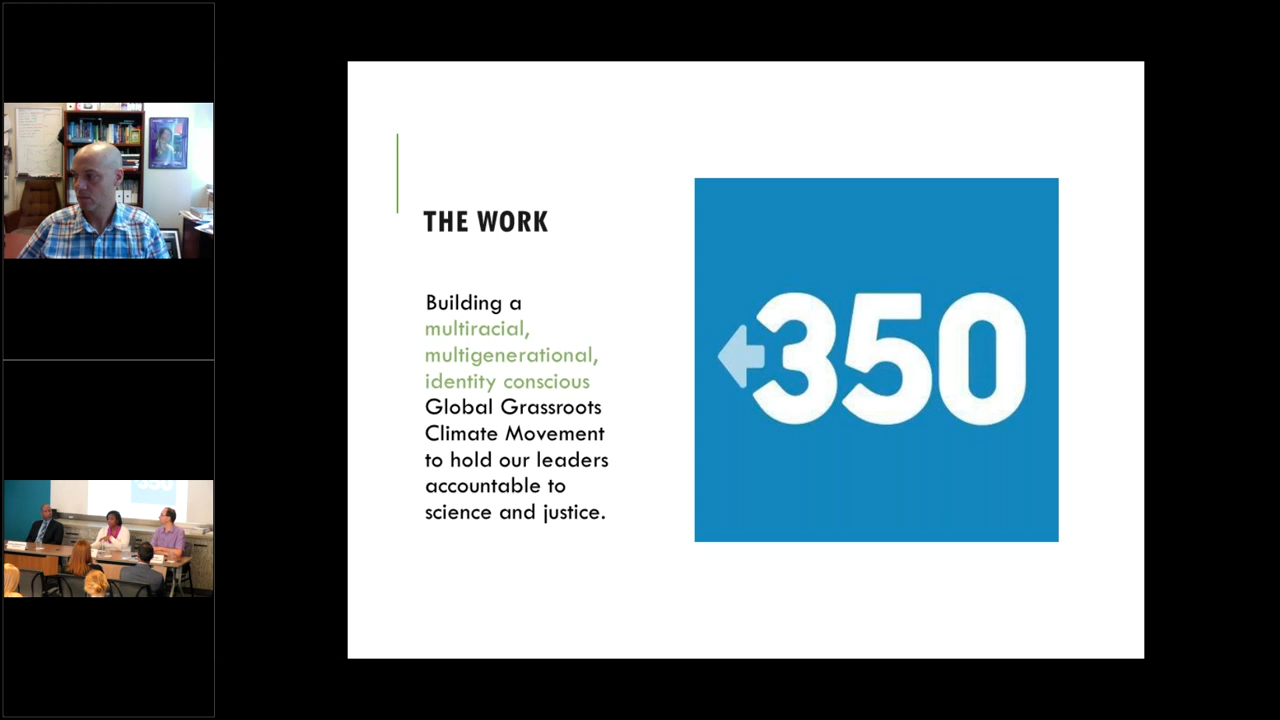 THE WORK
Building a
multiracial,
multigenerational,
identity conscious
Global Grassroots
Climate Movement
to hold our leaders
accountable to
science and justice.
350